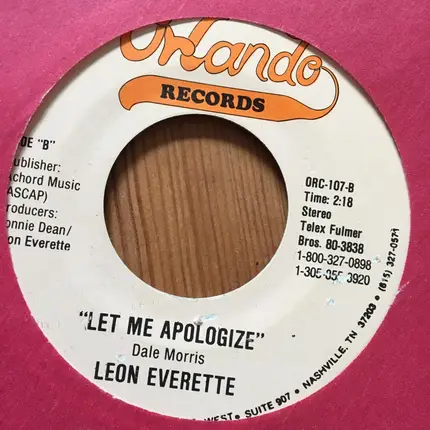 Orlando
RECORDS
DE "B"
ublisher:
chord Music
ASCAP)
roducers:
onnie Dean/
on Everette
ORC-107-B
Time: 2:18
Stereo
Telex Fulmer
Bros. 80-3838
1-800-327-0898
"LET ME APOLOGIZE"
Dale Morris
LEON EVERETTE
WEST • SUITE 907 • NASHVILLE, TN 37203 • (615) 327-0571